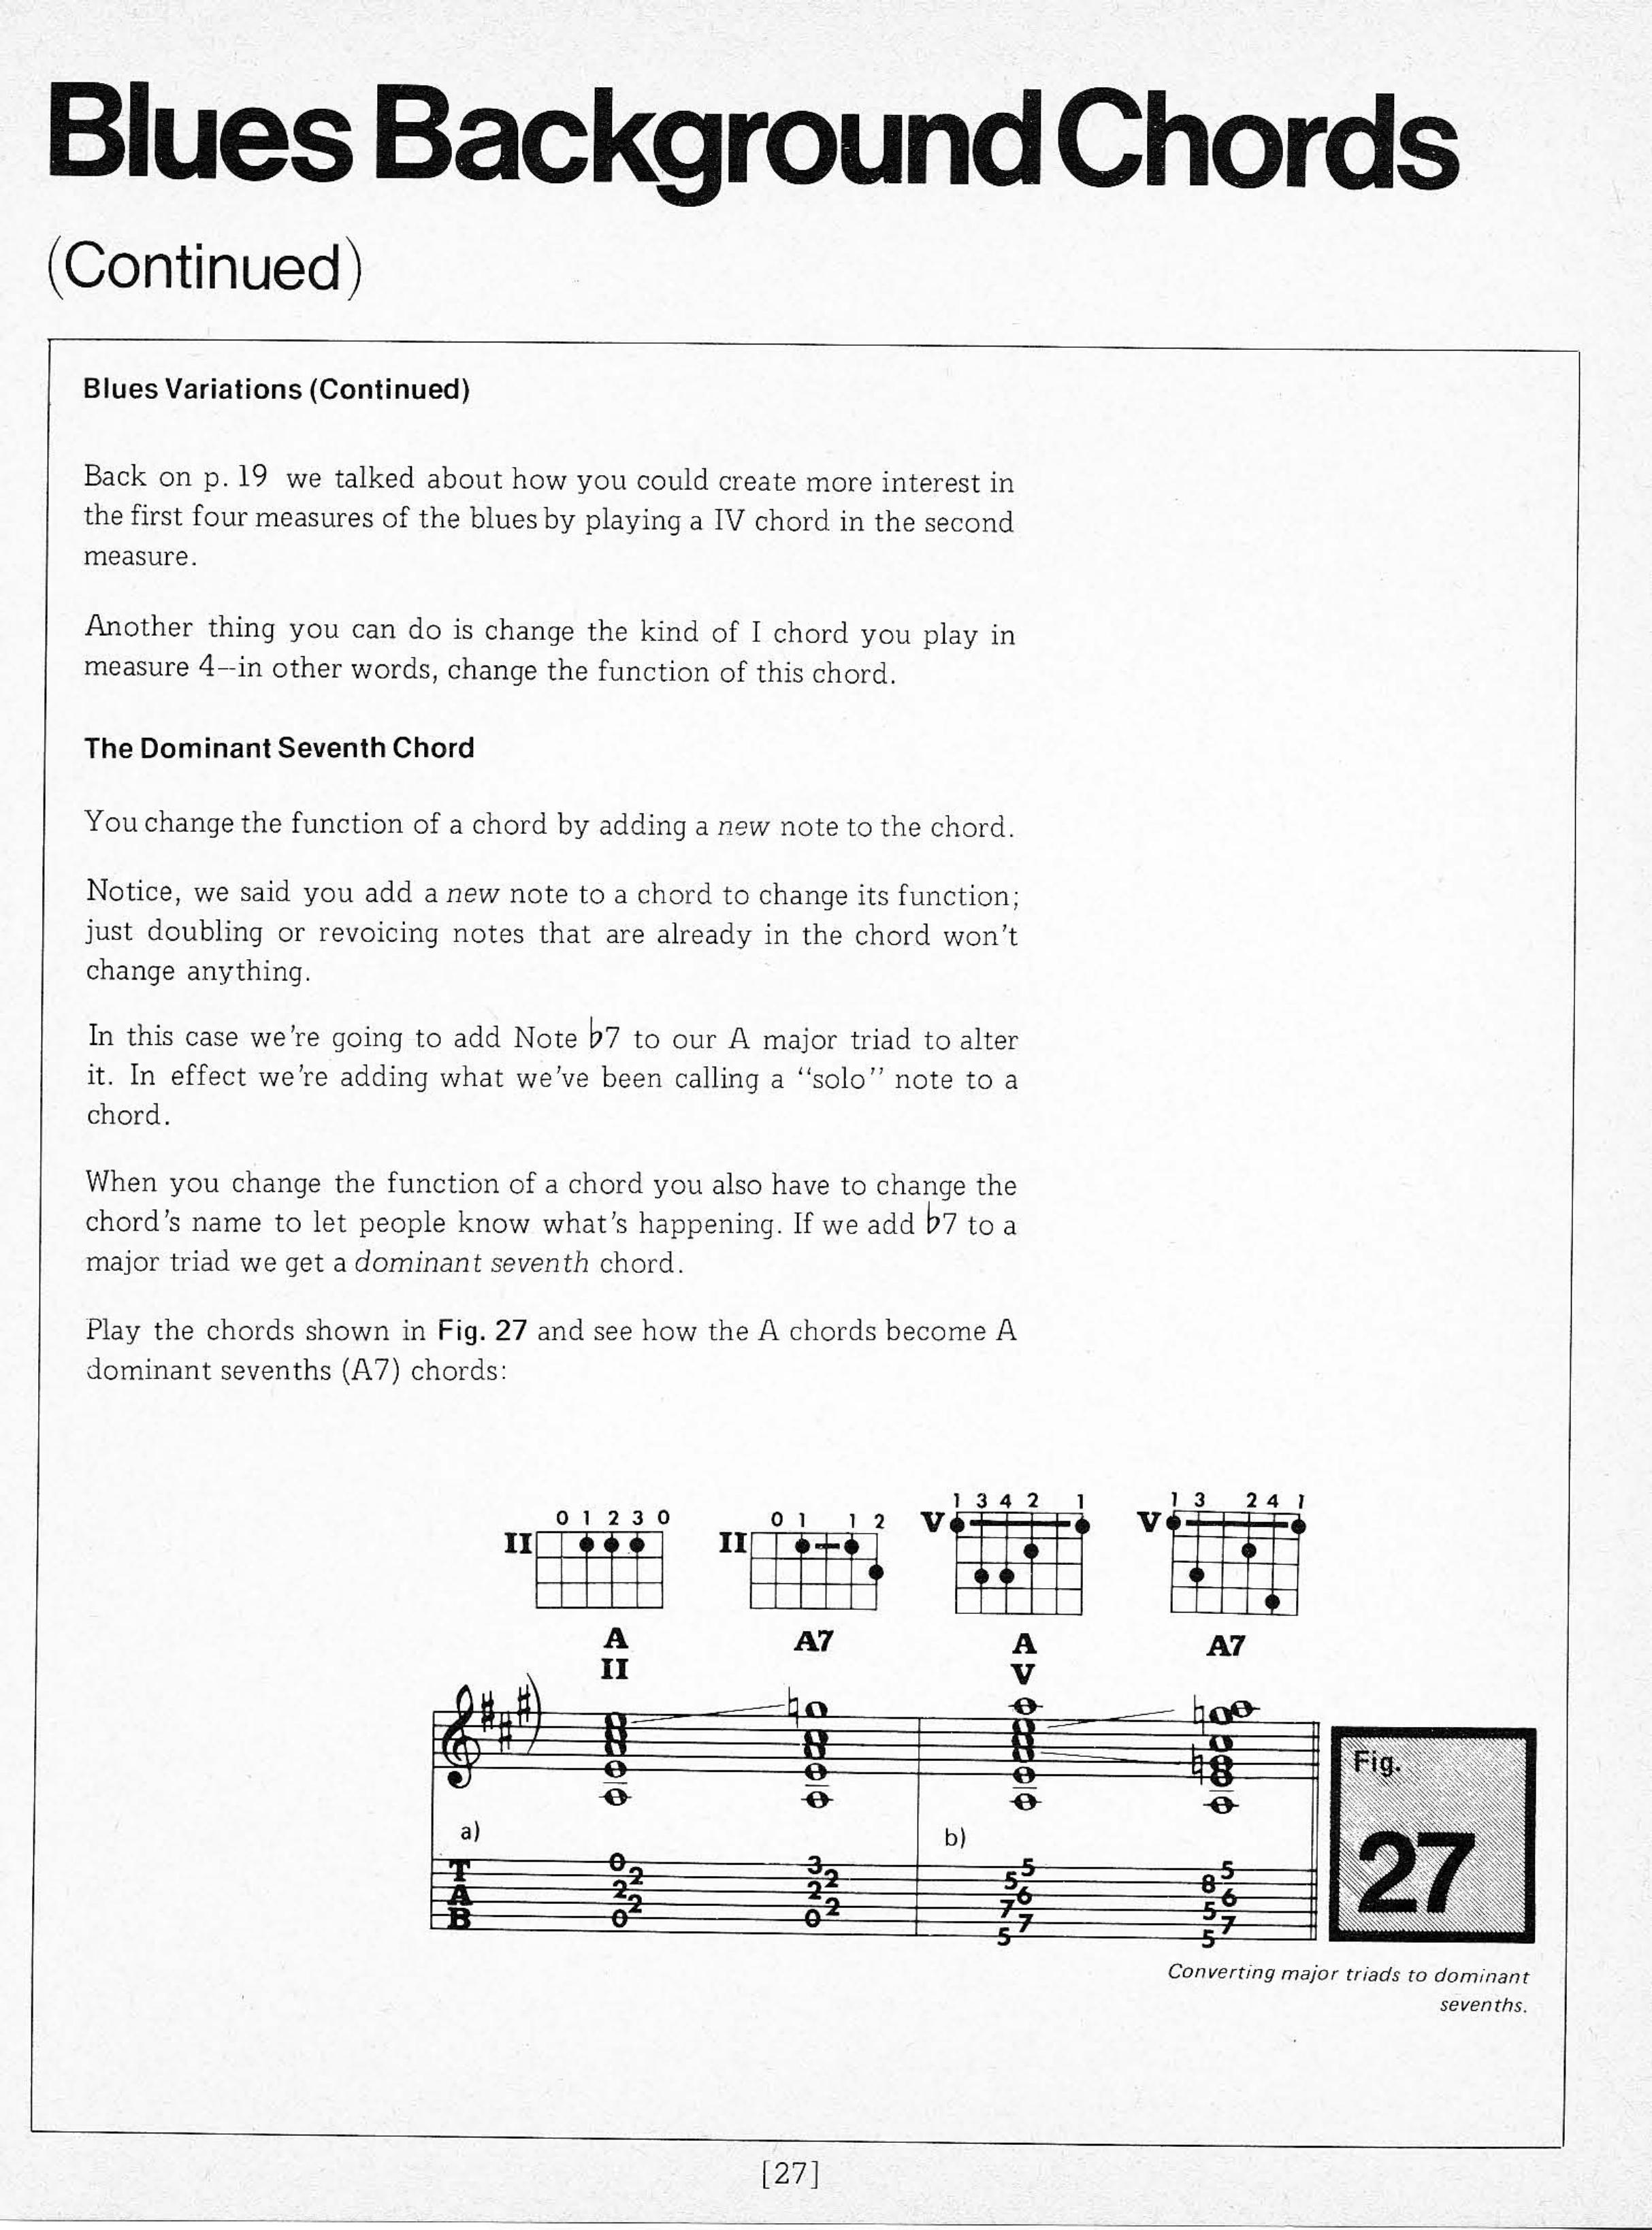 Blues Background Chords
(Continued)
Blues Variations (Continued)
Back on p. 19 we talked about how you could create more interest in
the first four measures of the blues by playing a IV chord in the second
measure.
Another thing you can do is change the kind of I chord you play in
measure 4--in other words, change the function of this chord.
The Dominant Seventh Chord
You change the function of a chord by adding a new note to the chord.
Notice, we said you add a new note to a chord to change its function;
just doubling or revoicing notes that are already in the chord won't
change anything.
In this case we're going to add Note ♭7 to our A major triad to alter
it. In effect we're adding what we've been calling a "solo" note to a
chord.
When you change the function of a chord you also have to change the
chord's name to let people know what's happening. If we add ♭7 to a
major triad we get a dominant seventh chord.
Play the chords shown in Fig. 27 and see how the A chords become A
dominant sevenths (A7) chords:
0 1 2 3 0 0 1 1 2 1 3 4 2 1 1 3 2 4 1
II II V V
A A7 A A7
II V
a) b)
T 0 2 3 2 5 5 5 8
A 2 2 2 2 6 7 6 5
B 2 0 2 0 7 5 7 5
Fig.
27
Converting major triads to dominant
sevenths.
[27]